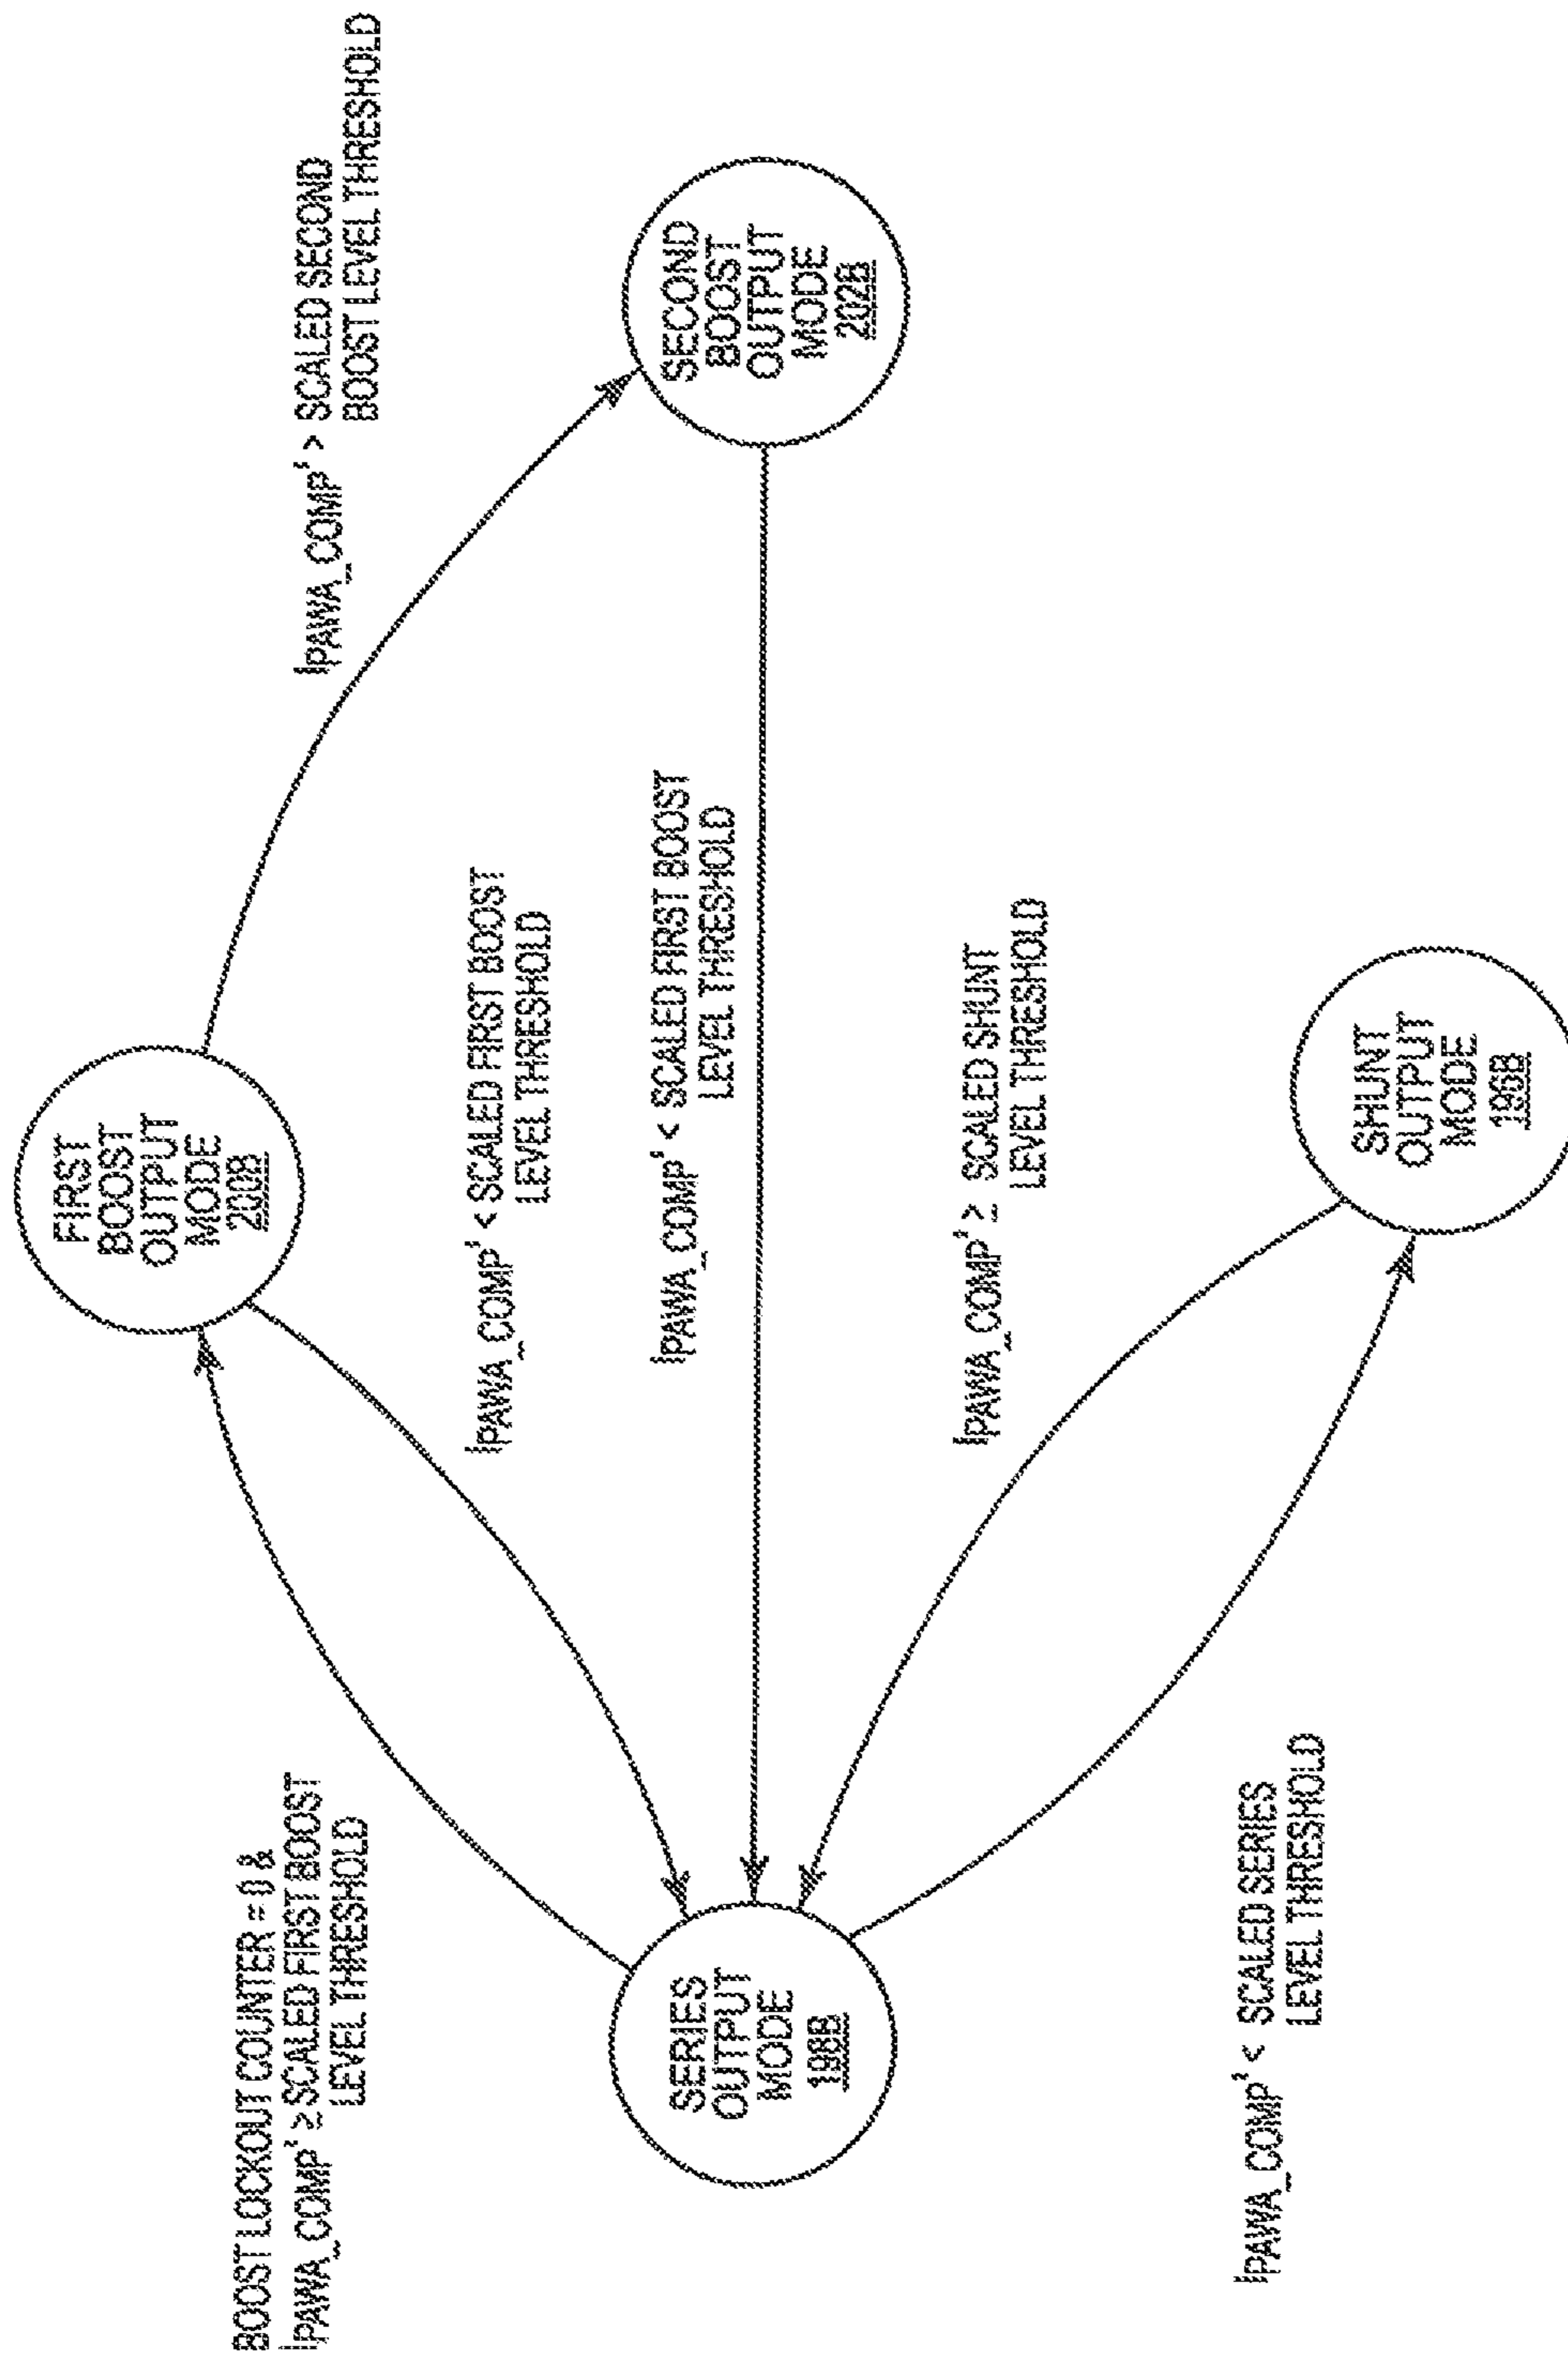 BOOST LOCKOUT COUNTER = 0 &
IPAWA_COMP' ≥ SCALED FIRST BOOST
LEVEL THRESHOLD
FIRST
BOOST
OUTPUT
MODE
200B
IPAWA_COMP' > SCALED SECOND
BOOST LEVEL THRESHOLD
IPAWA_COMP' < SCALED FIRST BOOST
LEVEL THRESHOLD
IPAWA_COMP' < SCALED FIRST BOOST
LEVEL THRESHOLD
SERIES
OUTPUT
MODE
198B
SECOND
BOOST
OUTPUT
MODE
202B
IPAWA_COMP' ≥ SCALED SHUNT
LEVEL THRESHOLD
IPAWA_COMP' < SCALED SERIES
LEVEL THRESHOLD
SHUNT
OUTPUT
MODE
196B